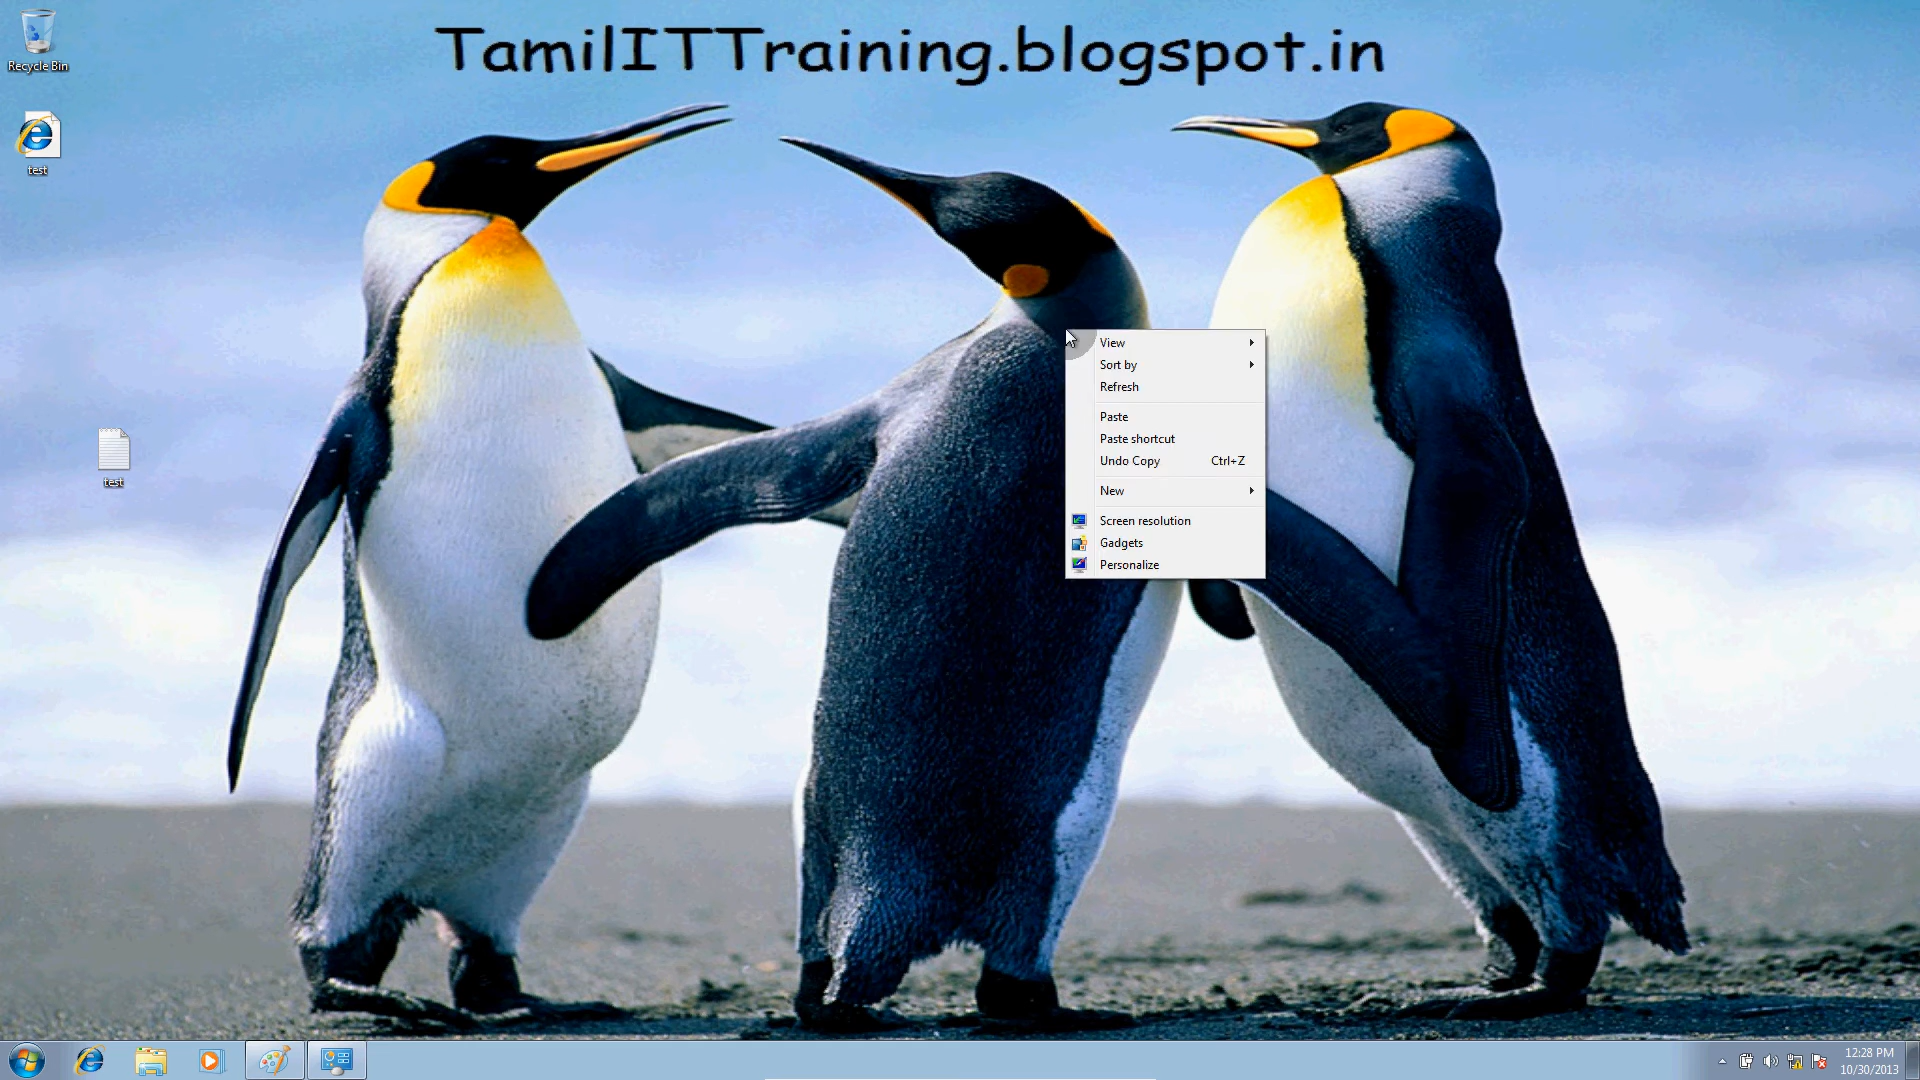 TamilITTraining.blogspot.in
Recycle Bin
test
test
View
Sort by
Refresh
Paste
Paste shortcut
Undo Copy Ctrl+Z
New
Screen resolution
Gadgets
Personalize
12:28 PM
10/30/2013